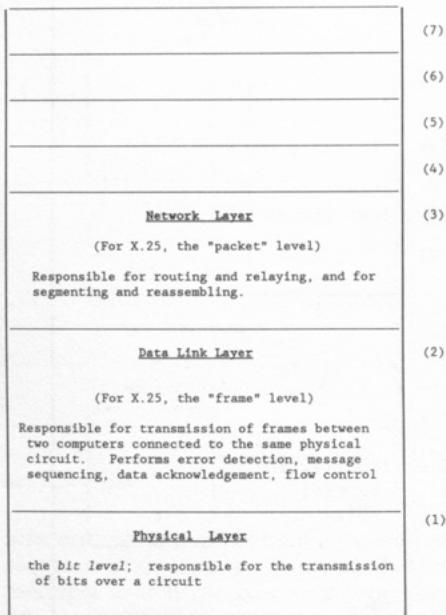 (7)
(6)
(5)
(4)
Network Layer (3)
(For X.25, the "packet" level)
Responsible for routing and relaying, and for
segmenting and reassembling.
Data Link Layer (2)
(For X.25, the "frame" level)
Responsible for transmission of frames between
two computers connected to the same physical
circuit. Performs error detection, message
sequencing, data acknowledgement, flow control
(1)
Physical Layer
the bit level; responsible for the transmission
of bits over a circuit